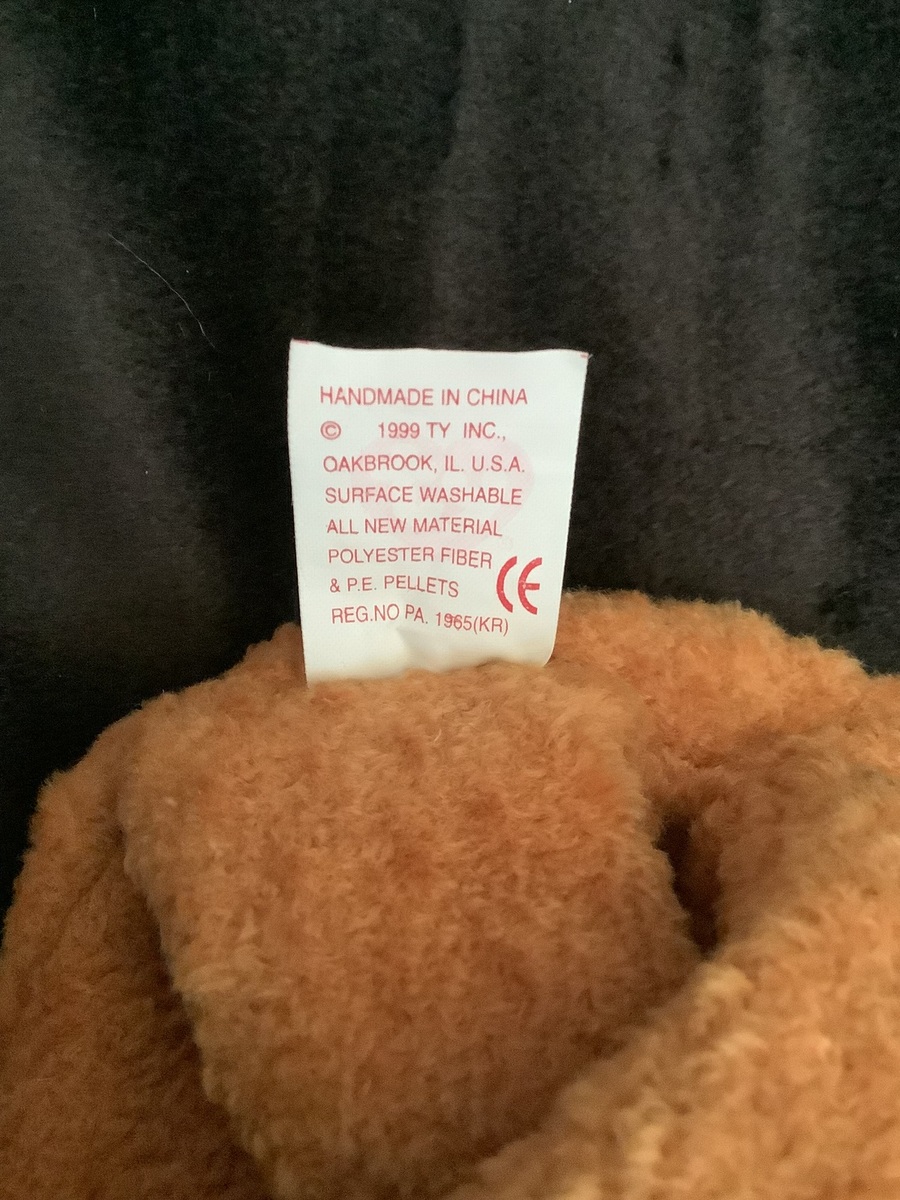 HANDMADE IN CHINA
© 1999 TY INC.,
OAKBROOK, IL. U.S.A.
SURFACE WASHABLE
ALL NEW MATERIAL
POLYESTER FIBER
& P.E. PELLETS CE
REG.NO PA. 1965(KR)